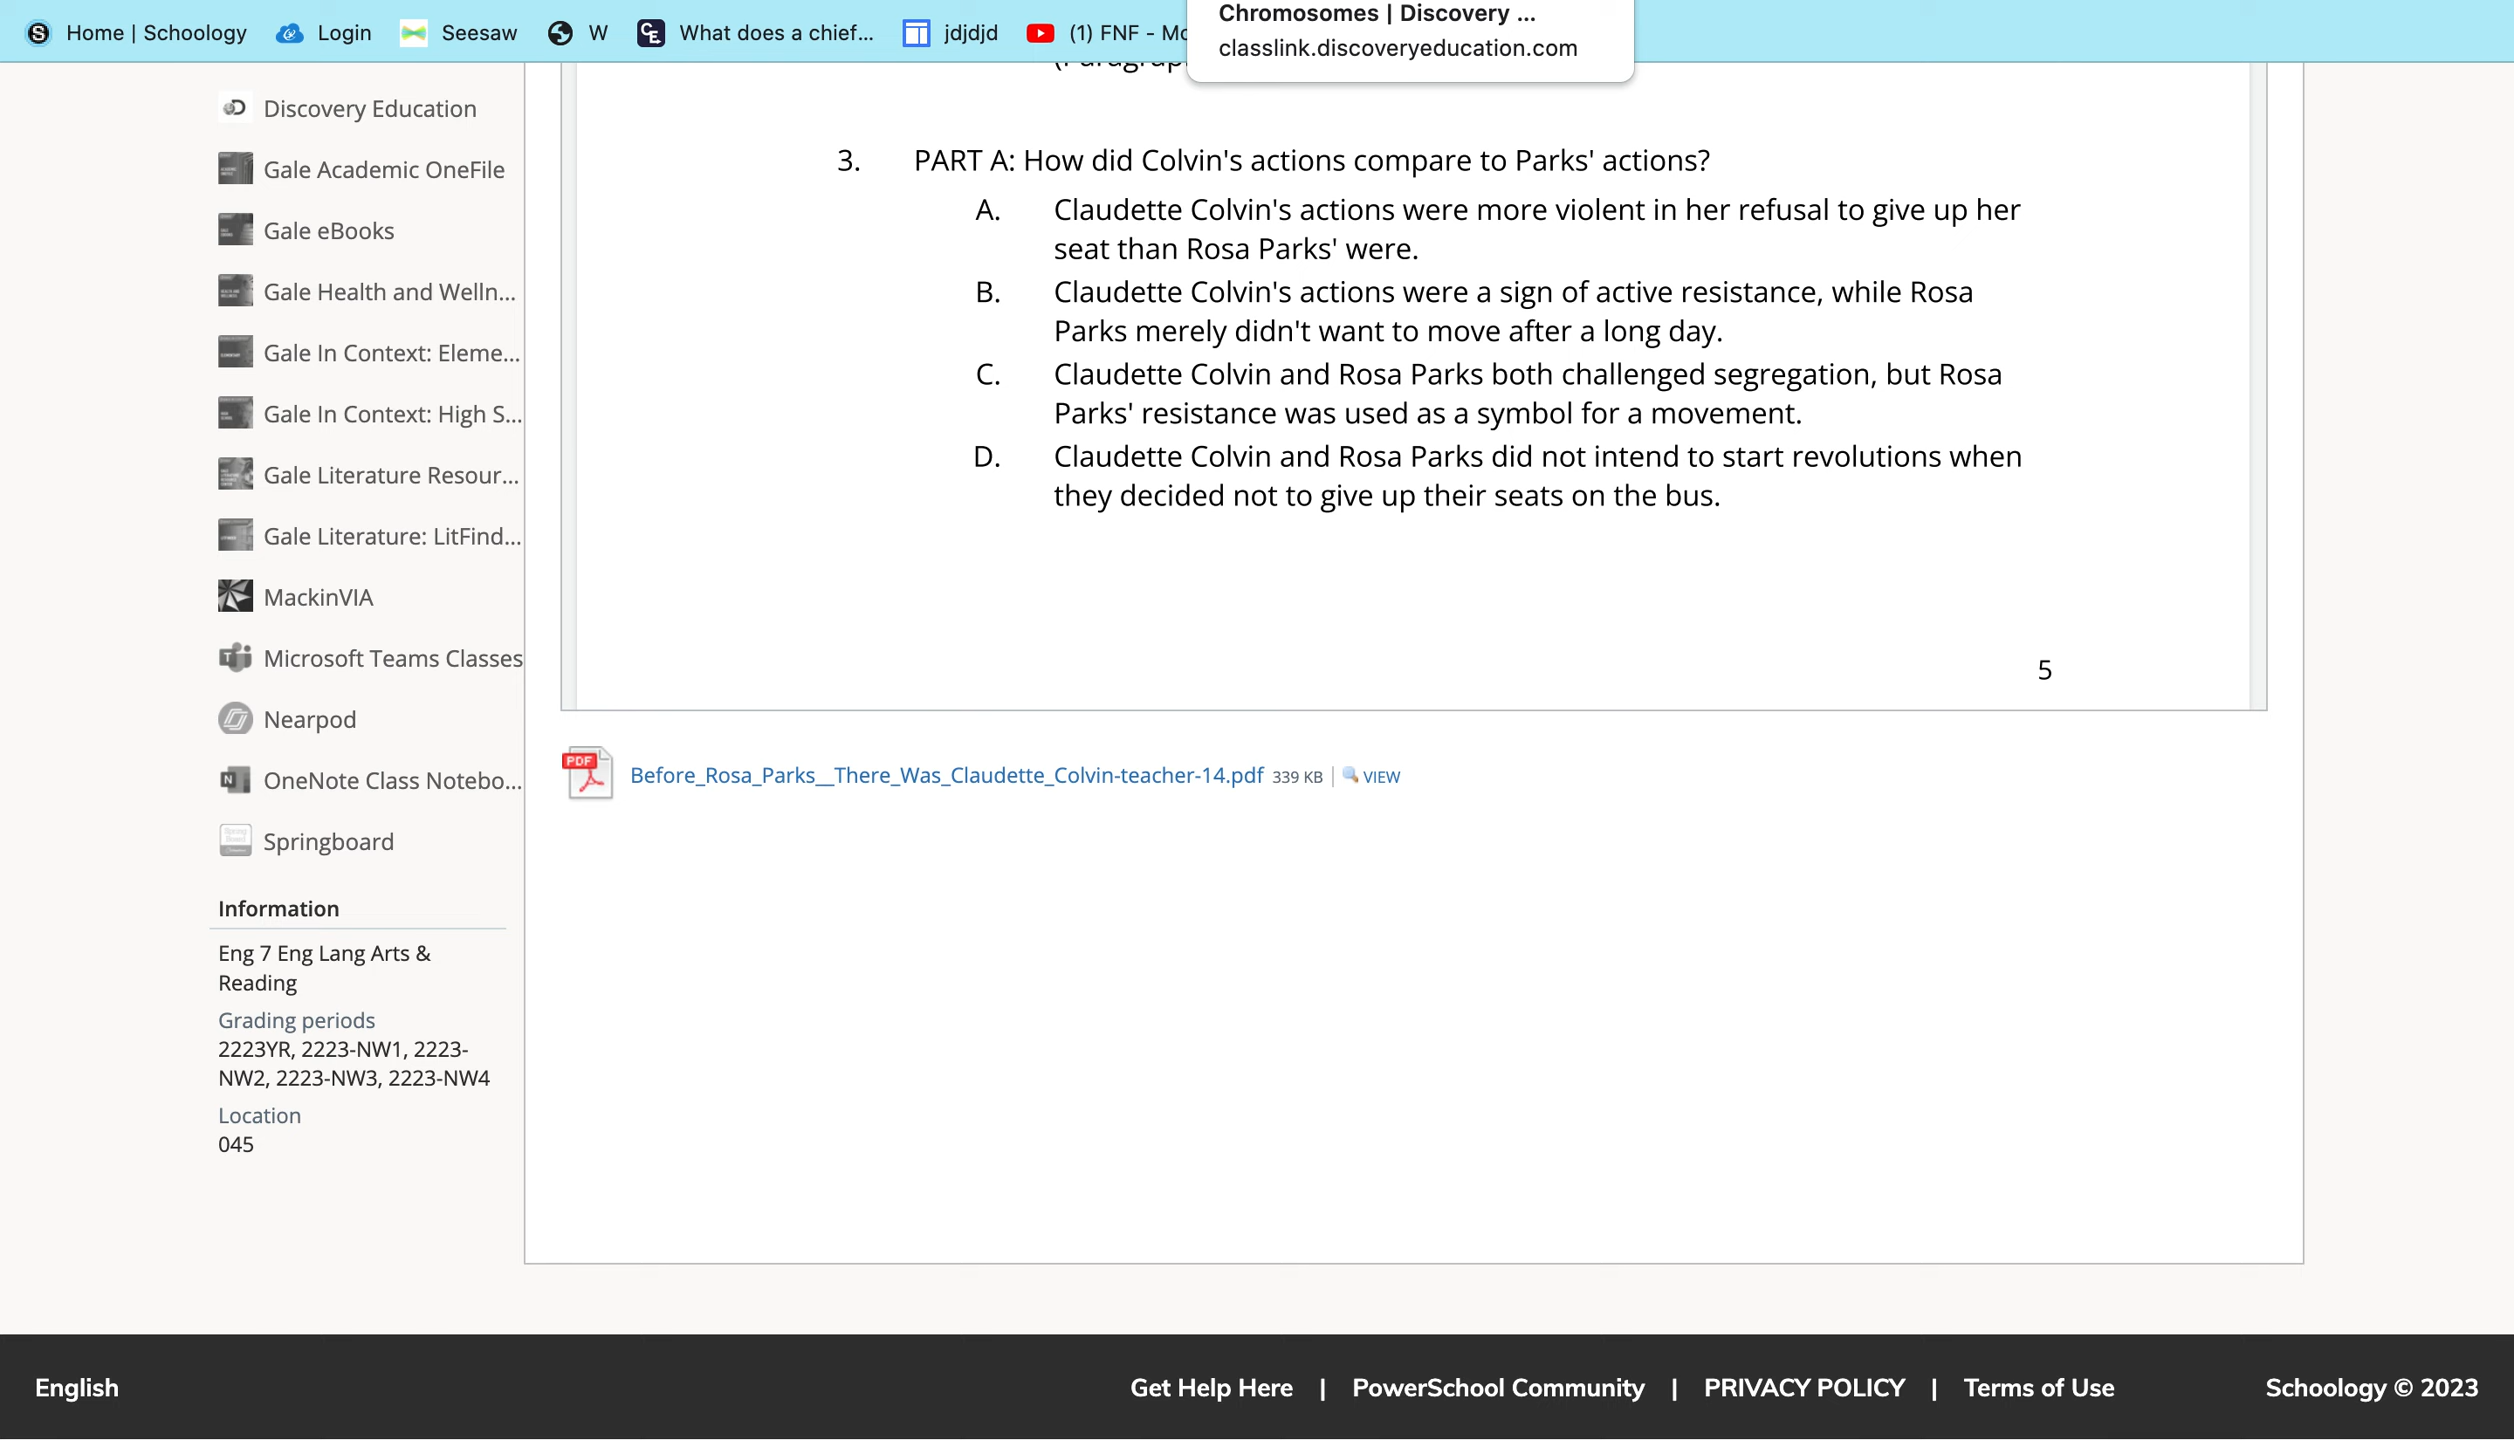 Home | Schoology
Login
Seesaw
W
What does a chief...
jdjdjd
(1) FNF - Mo
Chromosomes | Discovery ...
classlink.discoveryeducation.com
Discovery Education
Gale Academic OneFile
Gale eBooks
Gale Health and Welln...
Gale In Context: Eleme...
Gale In Context: High S...
Gale Literature Resour...
Gale Literature: LitFind...
MackinVIA
Microsoft Teams Classes
Nearpod
OneNote Class Notebo...
Springboard
Information
Eng 7 Eng Lang Arts &
Reading
Grading periods
2223YR, 2223-NW1, 2223-
NW2, 2223-NW3, 2223-NW4
Location
045
3. PART A: How did Colvin's actions compare to Parks' actions?
A. Claudette Colvin's actions were more violent in her refusal to give up her
seat than Rosa Parks' were.
B. Claudette Colvin's actions were a sign of active resistance, while Rosa
Parks merely didn't want to move after a long day.
C. Claudette Colvin and Rosa Parks both challenged segregation, but Rosa
Parks' resistance was used as a symbol for a movement.
D. Claudette Colvin and Rosa Parks did not intend to start revolutions when
they decided not to give up their seats on the bus.
5
PDF
Before_Rosa_Parks__There_Was_Claudette_Colvin-teacher-14.pdf 339 KB | VIEW
English
Get Help Here | PowerSchool Community | PRIVACY POLICY | Terms of Use
Schoology © 2023